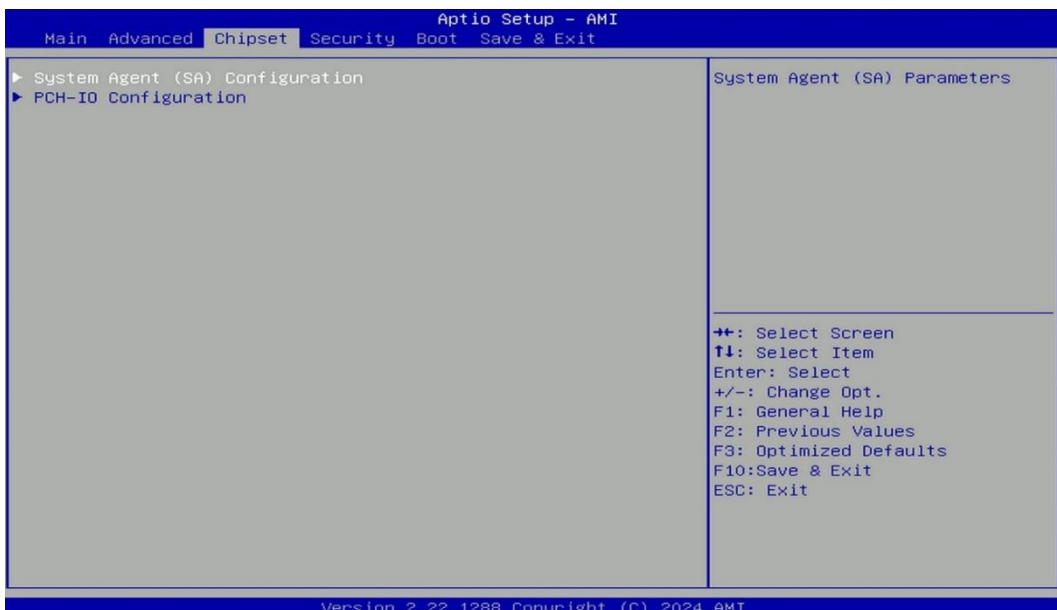 Aptio Setup – AMI
Main Advanced Chipset Security Boot Save & Exit
▶ System Agent (SA) Configuration
▶ PCH-IO Configuration
System Agent (SA) Parameters
→←: Select Screen
↑↓: Select Item
Enter: Select
+/-: Change Opt.
F1: General Help
F2: Previous Values
F3: Optimized Defaults
F10:Save & Exit
ESC: Exit
Version 2.22.1288 Copyright (C) 2024 AMI